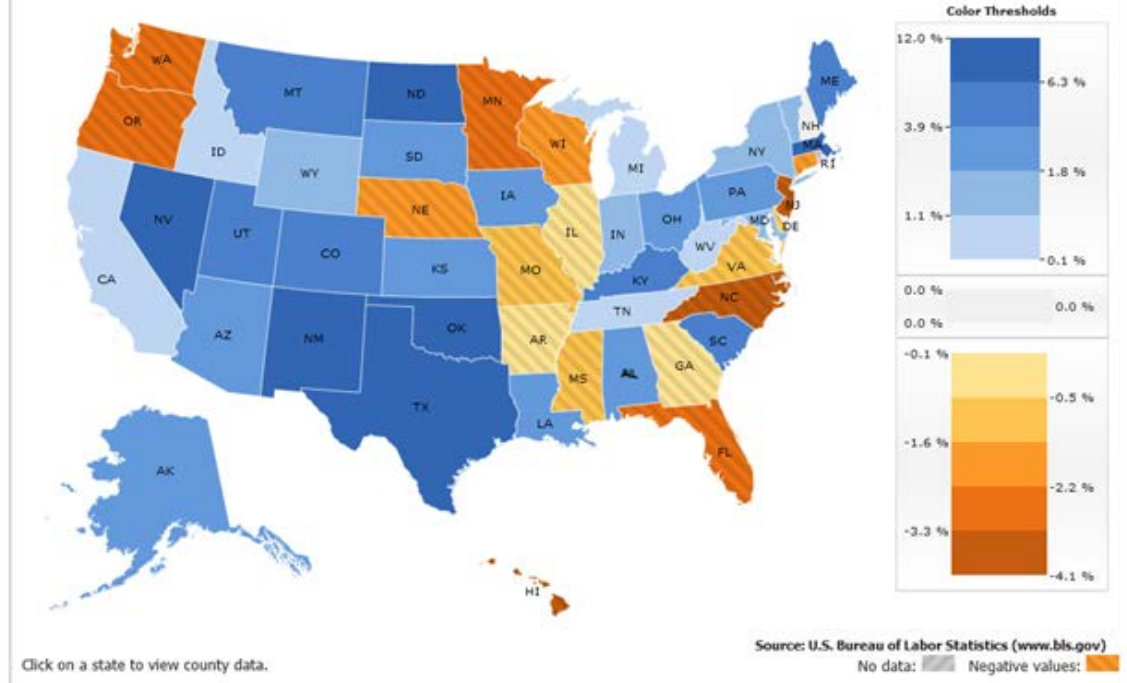 Color Thresholds
12.0 %
6.3 %
3.9 %
1.8 %
1.1 %
0.1 %
0.0 %
0.0 %
0.0 %
-0.1 %
-0.5 %
-1.6 %
-2.2 %
-3.3 %
-4.1 %
WA
MT
ND
MN
ME
OR
ID
SD
WI
MI
NY
NH
MA
RI
WY
NE
IA
PA
NJ
NV
UT
CO
KS
MO
IL
IN
OH
WV
MD
DE
CA
KY
VA
AZ
NM
OK
AR
TN
NC
SC
TX
LA
MS
AL
GA
FL
AK
HI
Source: U.S. Bureau of Labor Statistics (www.bls.gov)
Click on a state to view county data.
No data:
Negative values: